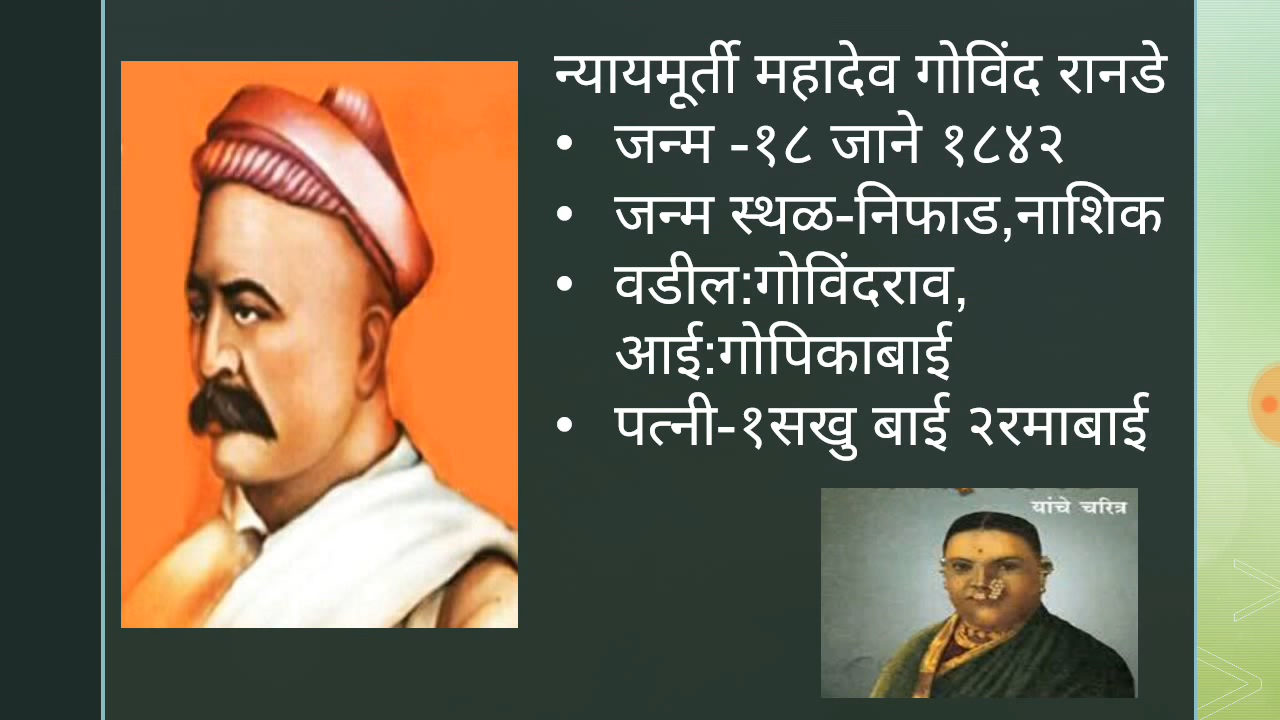 न्यायमूर्ती महादेव गोविंद रानडे
• जन्म -१८ जाने १८४२
• जन्म स्थळ-निफाड,नाशिक
• वडील:गोविंदराव,
आई:गोपिकाबाई
• पत्नी-१सखु बाई २रमाबाई
यांचे चरित्र